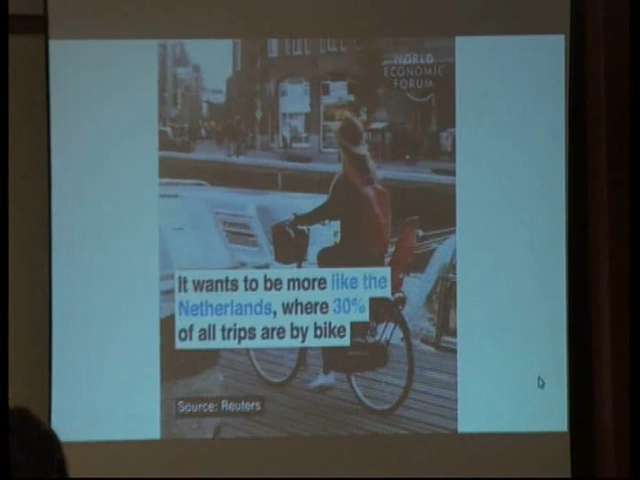 WORLD
ECONOMIC
FORUM
It wants to be more like the
Netherlands, where 30%
of all trips are by bike
Source: Reuters